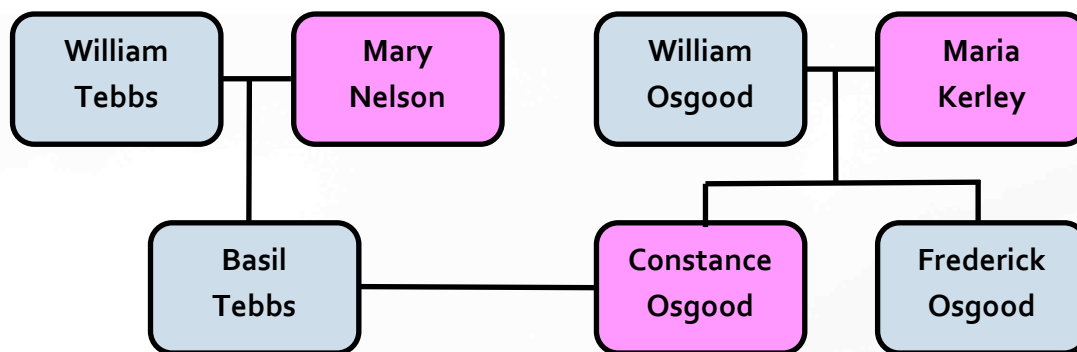 William
Tebbs
Mary
Nelson
William
Osgood
Maria
Kerley
Basil
Tebbs
Constance
Osgood
Frederick
Osgood